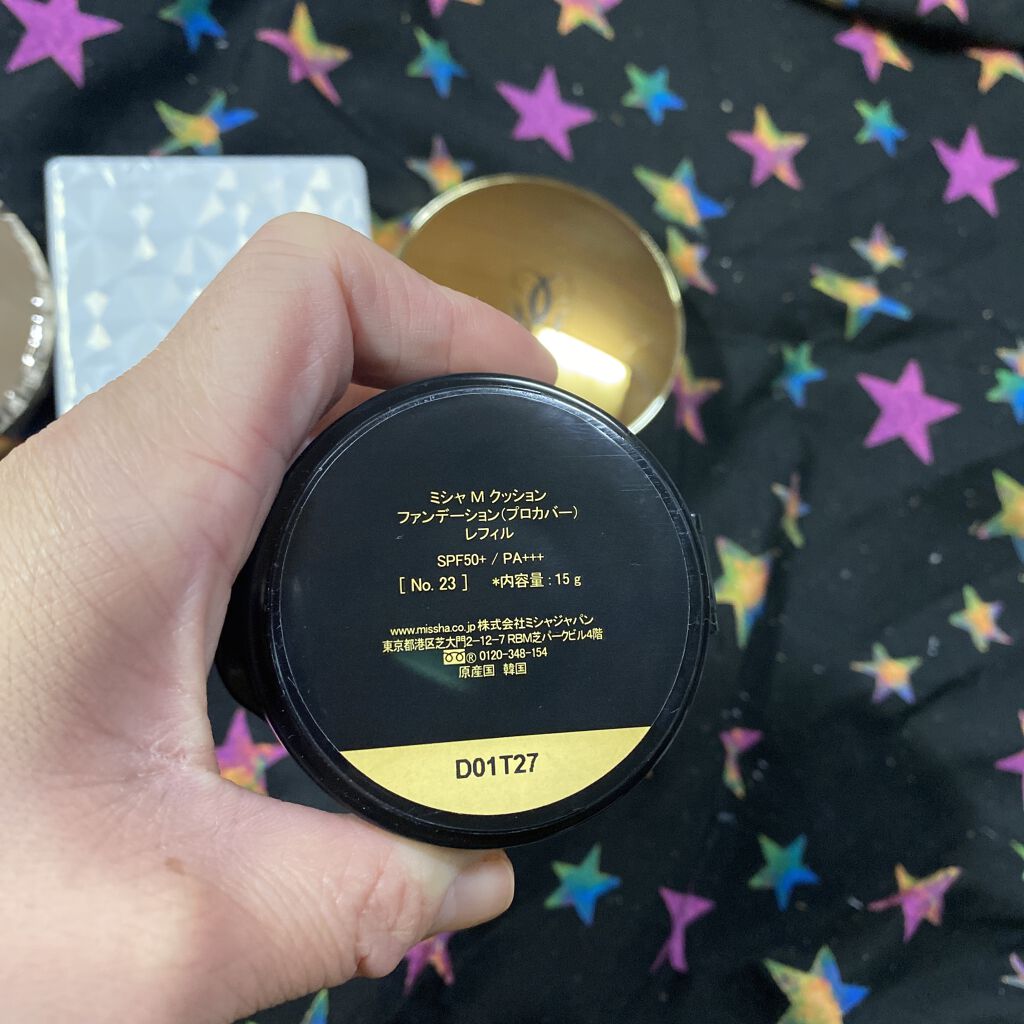 ミシャ M クッション
ファンデーション(プロカバー)
レフィル
SPF50+ / PA+++
[ No. 23 ] *内容量 : 15 g
www.missha.co.jp 株式会社ミシャジャパン
東京都港区芝大門2-12-7 RBM芝パークビル4階
® 0120-348-154
原産国 韓国
D01T27